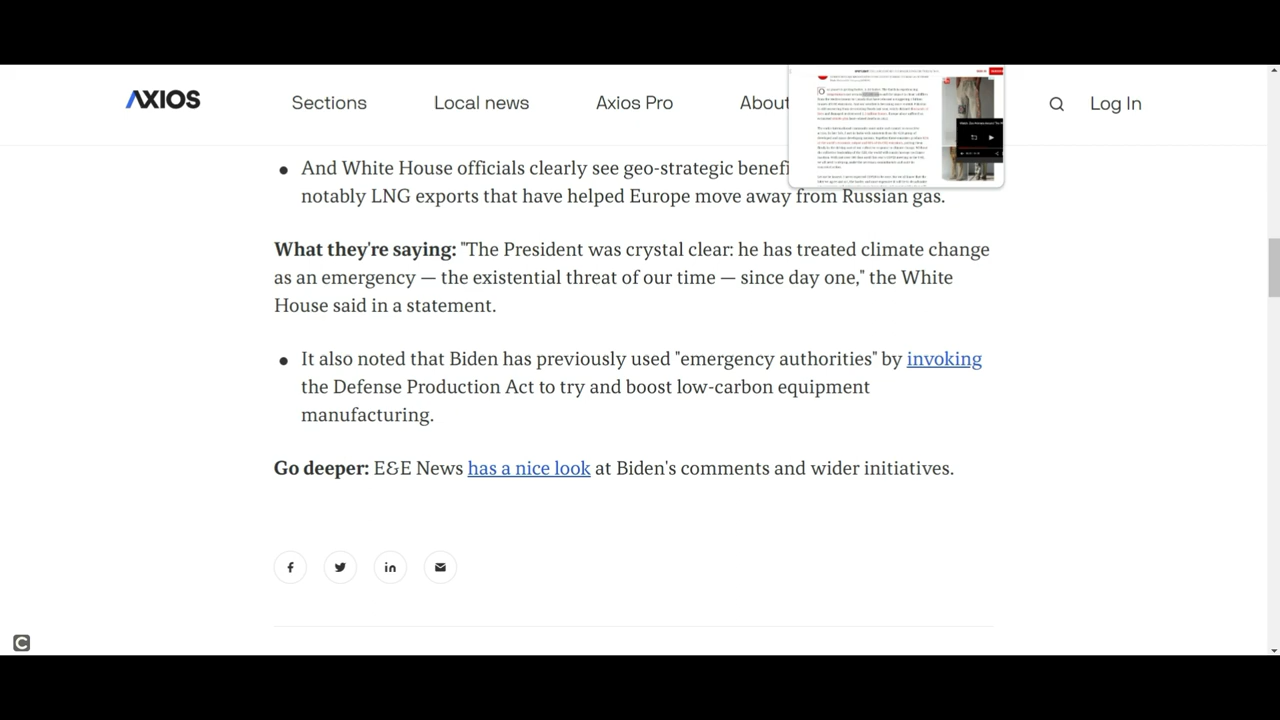 AXIOS
Sections
Local news
Axios Pro
About
Log In
And White House officials clearly see geo-strategic
notably LNG exports that have helped Europe move away from Russian gas.
What they're saying: "The President was crystal clear: he has treated climate change
as an emergency — the existential threat of our time — since day one," the White
House said in a statement.
It also noted that Biden has previously used "emergency authorities" by invoking
the Defense Production Act to try and boost low-carbon equipment
manufacturing.
Go deeper: E&E News has a nice look at Biden's comments and wider initiatives.